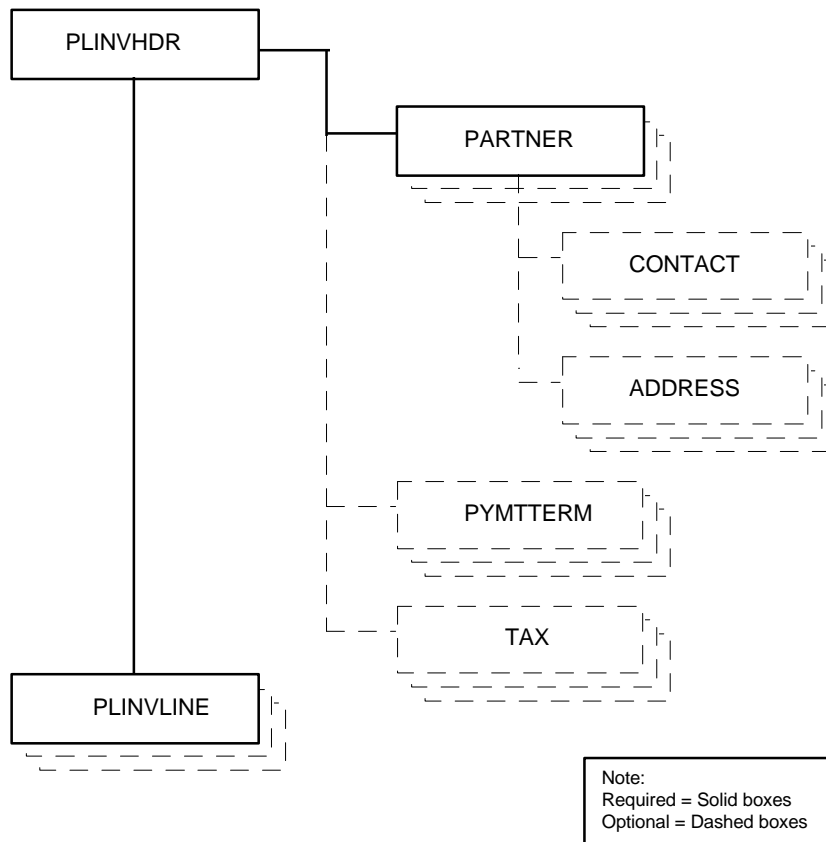 PLINVHDR
PARTNER
CONTACT
ADDRESS
PYMTTERM
TAX
PLINVLINE
Note:
Required = Solid boxes
Optional = Dashed boxes